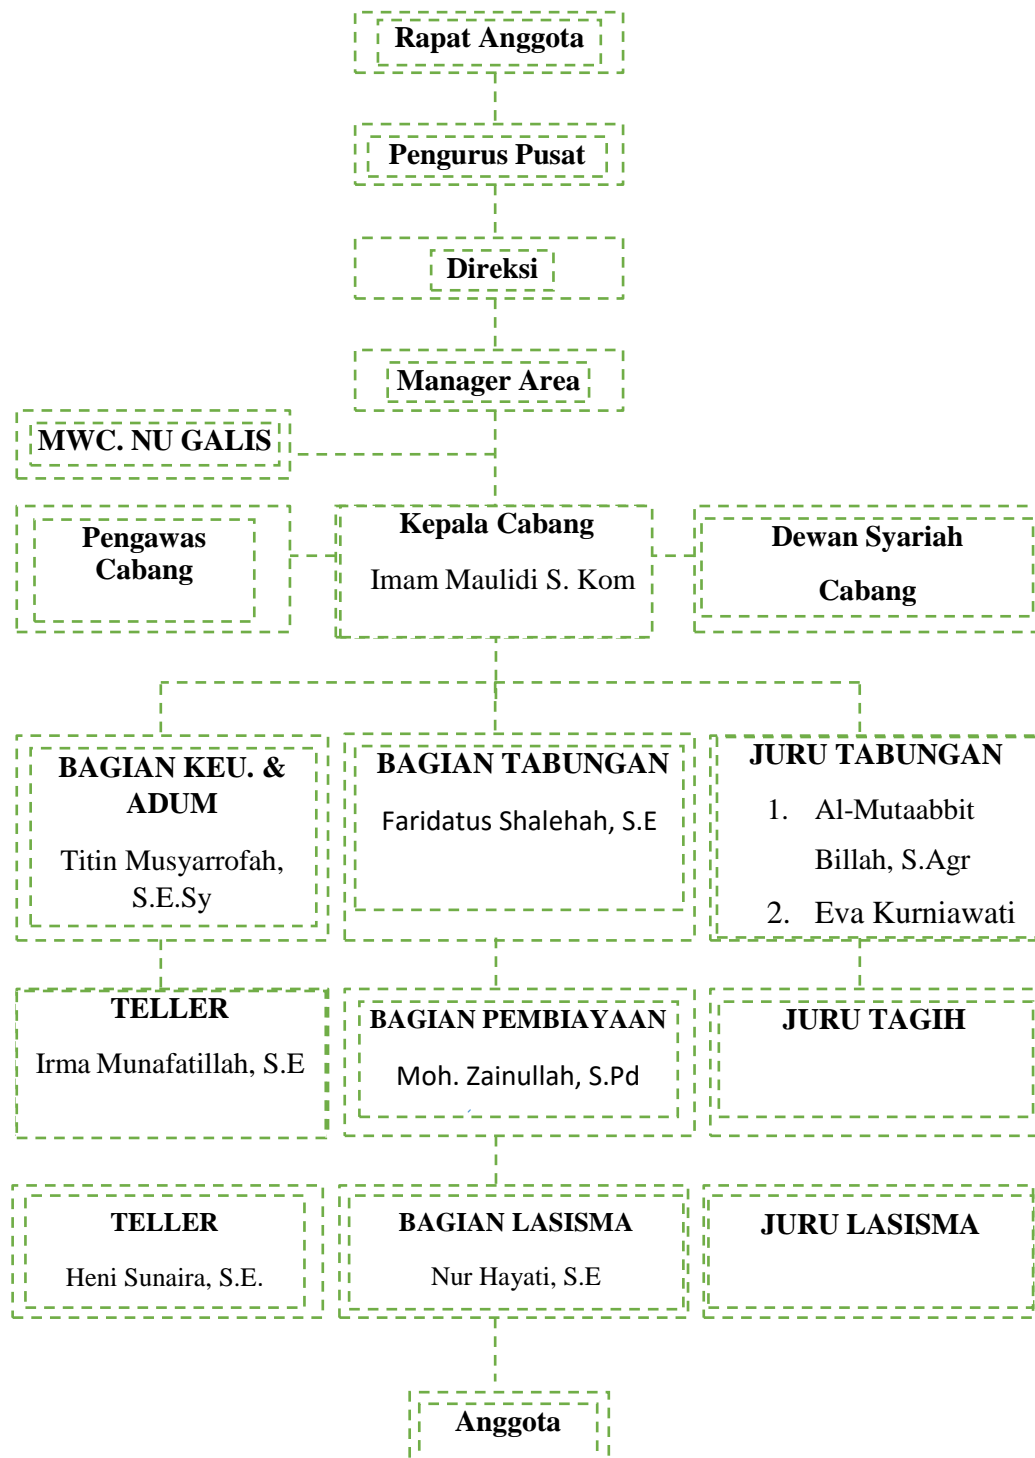 Rapat Anggota
Pengurus Pusat
Direksi
Manager Area
MWC. NU GALIS
Pengawas
Cabang
Kepala Cabang
Imam Maulidi S. Kom
Dewan Syariah
Cabang
BAGIAN KEU. &
ADUM
Titin Musyarrofah,
S.E.Sy
BAGIAN TABUNGAN
Faridatus Shalehah, S.E
JURU TABUNGAN
1. Al-Mutaabbit
Billah, S.Agr
2. Eva Kurniawati
TELLER
Irma Munafatillah, S.E
BAGIAN PEMBIAYAAN
Moh. Zainullah, S.Pd
JURU TAGIH
TELLER
Heni Sunaira, S.E.
BAGIAN LASISMA
Nur Hayati, S.E
JURU LASISMA
Anggota